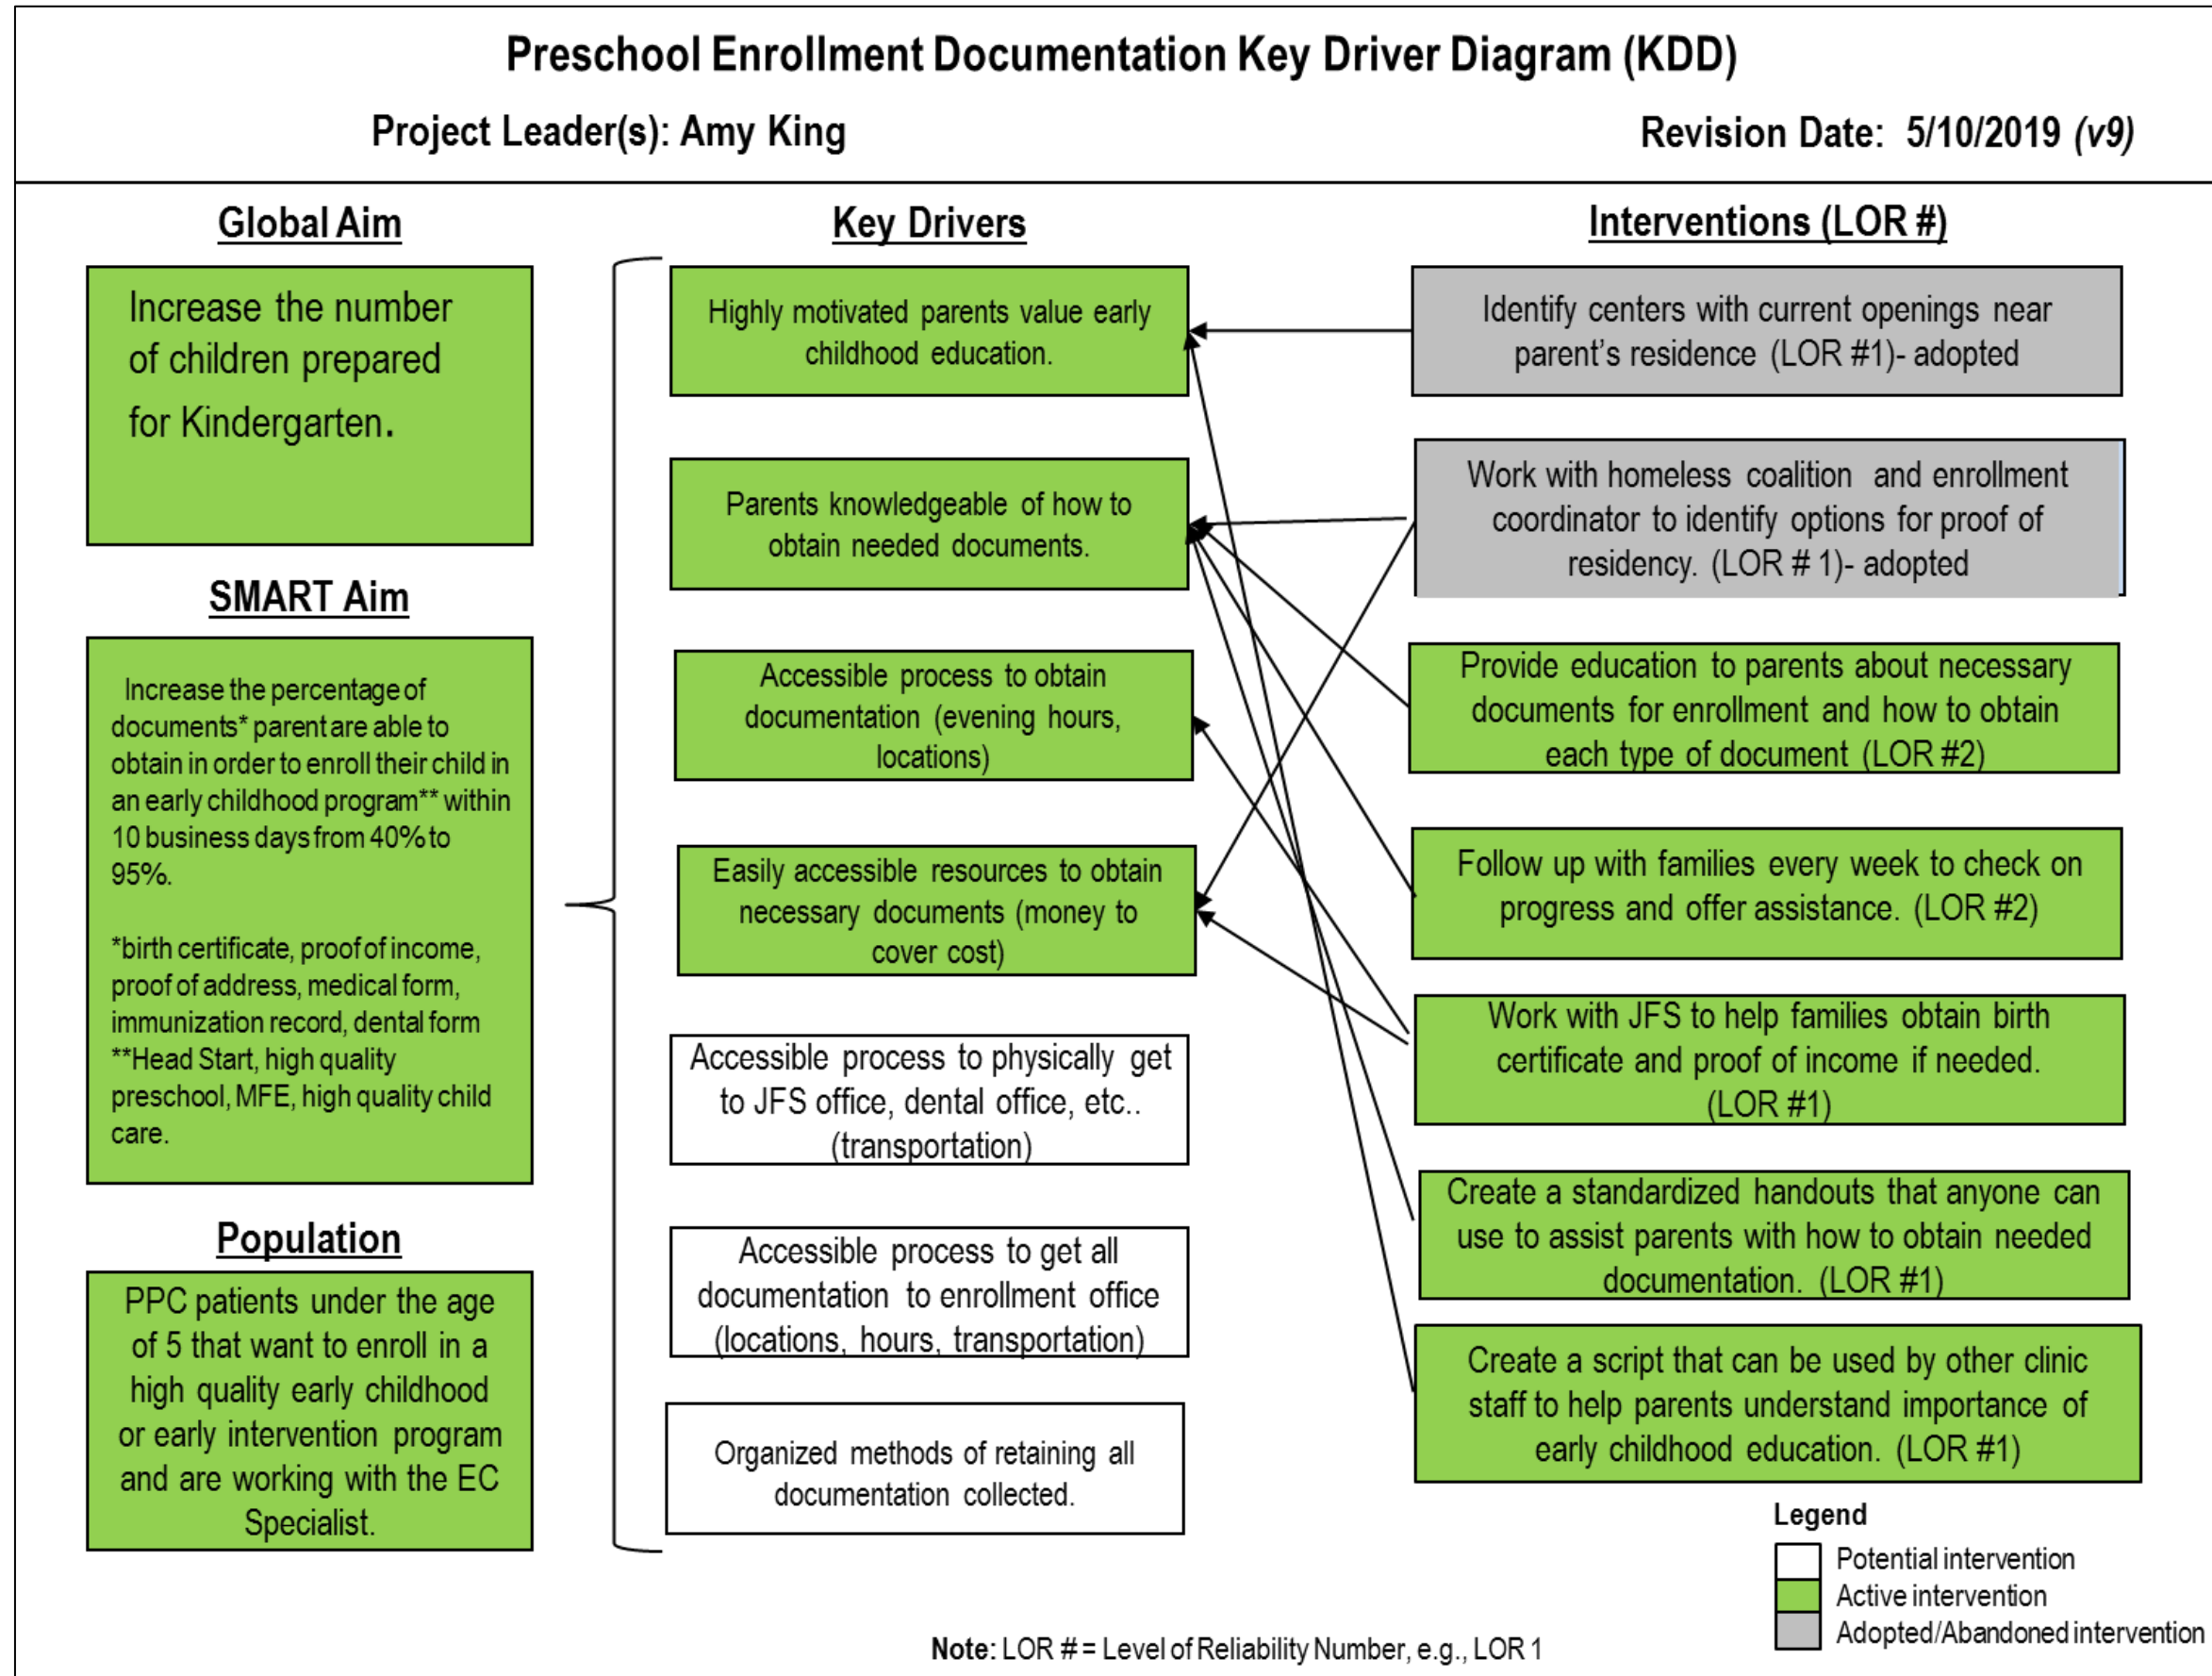 Preschool Enrollment Documentation Key Driver Diagram (KDD)
Project Leader(s): Amy King
Revision Date: 5/10/2019 (v9)
Global Aim
Increase the number
of children prepared
for Kindergarten.
SMART Aim
Increase the percentage of
documents* parent are able to
obtain in order to enroll their child in
an early childhood program** within
10 business days from 40% to
95%.
*birth certificate, proof of income,
proof of address, medical form,
immunization record, dental form
**Head Start, high quality
preschool, MFE, high quality child
care.
Population
PPC patients under the age
of 5 that want to enroll in a
high quality early childhood
or early intervention program
and are working with the EC
Specialist.
Key Drivers
Highly motivated parents value early
childhood education.
Parents knowledgeable of how to
obtain needed documents.
Accessible process to obtain
documentation (evening hours,
locations)
Easily accessible resources to obtain
necessary documents (money to
cover cost)
Accessible process to physically get
to JFS office, dental office, etc..
(transportation)
Accessible process to get all
documentation to enrollment office
(locations, hours, transportation)
Organized methods of retaining all
documentation collected.
Interventions (LOR #)
Identify centers with current openings near
parent’s residence (LOR #1)- adopted
Work with homeless coalition and enrollment
coordinator to identify options for proof of
residency. (LOR # 1)- adopted
Provide education to parents about necessary
documents for enrollment and how to obtain
each type of document (LOR #2)
Follow up with families every week to check on
progress and offer assistance. (LOR #2)
Work with JFS to help families obtain birth
certificate and proof of income if needed.
(LOR #1)
Create a standardized handouts that anyone can
use to assist parents with how to obtain needed
documentation. (LOR #1)
Create a script that can be used by other clinic
staff to help parents understand importance of
early childhood education. (LOR #1)
Legend
Potential intervention
Active intervention
Adopted/Abandoned intervention
Note: LOR # = Level of Reliability Number, e.g., LOR 1